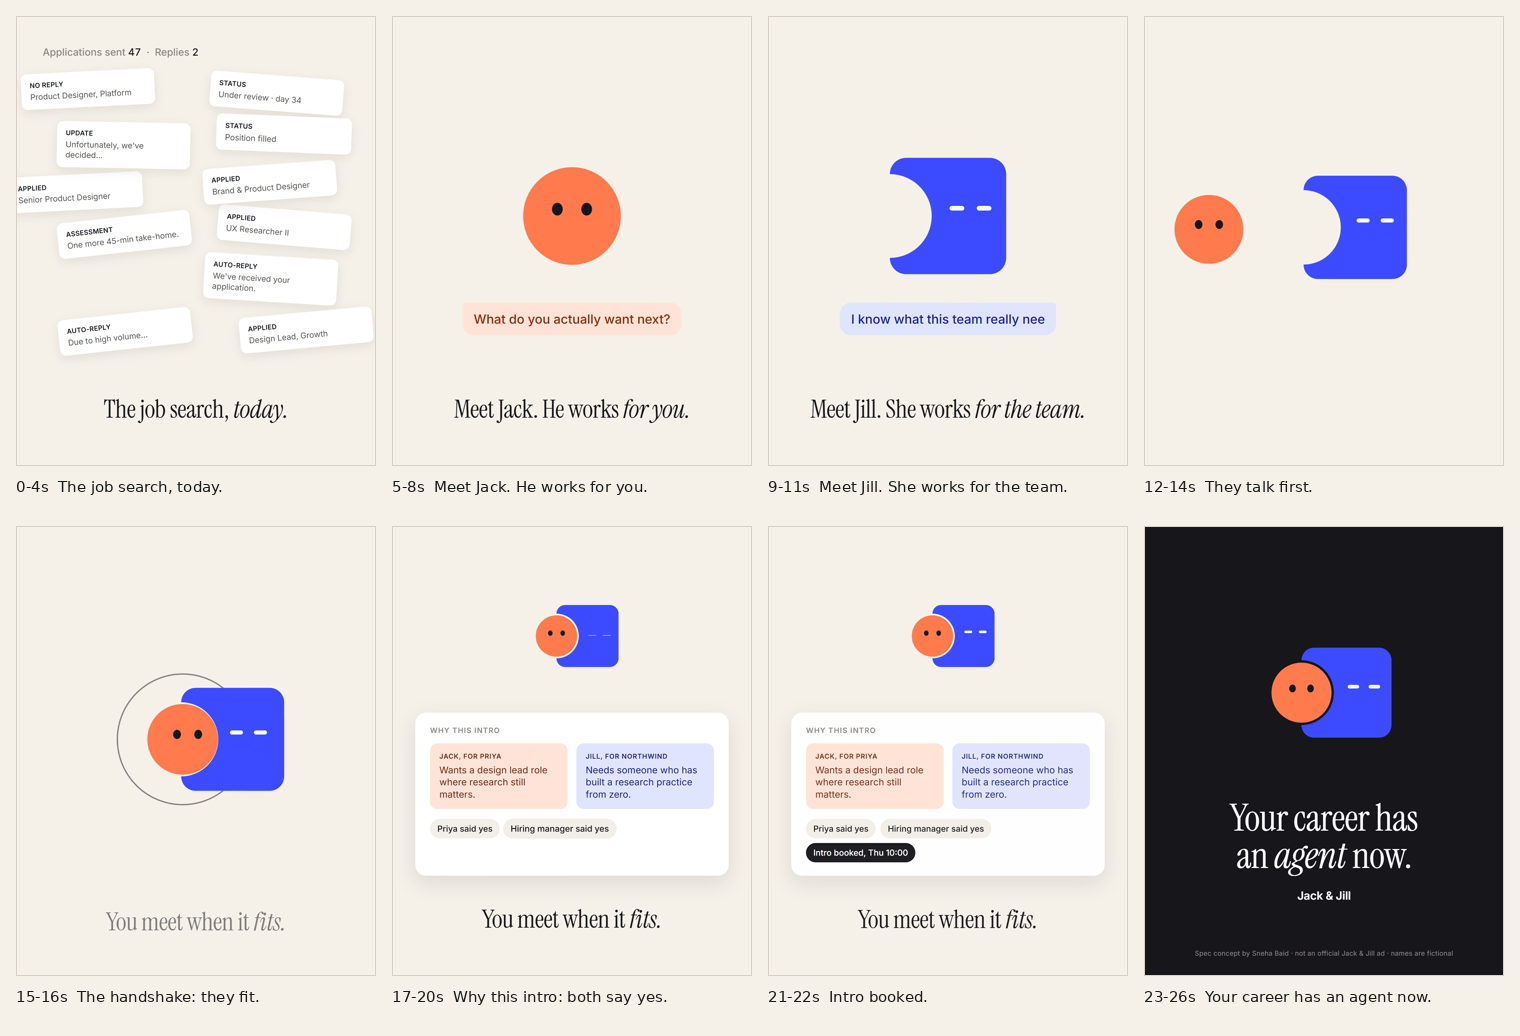 Applications sent 47 · Replies 2
NO REPLY
Product Designer, Platform
STATUS
Under review · day 34
STATUS
Position filled
UPDATE
Unfortunately, we've
decided...
APPLIED
Senior Product Designer
APPLIED
Brand & Product Designer
ASSESSMENT
One more 45-min take-home.
APPLIED
UX Researcher II
AUTO-REPLY
We've received your
application.
AUTO-REPLY
Due to high volume...
APPLIED
Design Lead, Growth
The job search, today.
0-4s The job search, today.
What do you actually want next?
Meet Jack. He works for you.
5-8s Meet Jack. He works for you.
I know what this team really nee
Meet Jill. She works for the team.
9-11s Meet Jill. She works for the team.
12-14s They talk first.
You meet when it fits.
15-16s The handshake: they fit.
WHY THIS INTRO
JACK, FOR PRIYA
Wants a design lead role
where research still
matters.
JILL, FOR NORTHWIND
Needs someone who has
built a research practice
from zero.
Priya said yes
Hiring manager said yes
You meet when it fits.
17-20s Why this intro: both say yes.
WHY THIS INTRO
JACK, FOR PRIYA
Wants a design lead role
where research still
matters.
JILL, FOR NORTHWIND
Needs someone who has
built a research practice
from zero.
Priya said yes
Hiring manager said yes
Intro booked, Thu 10:00
You meet when it fits.
21-22s Intro booked.
Your career has
an agent now.
Jack & Jill
Spec concept by Sneha Baid · not an official Jack & Jill ad · names are fictional
23-26s Your career has an agent now.